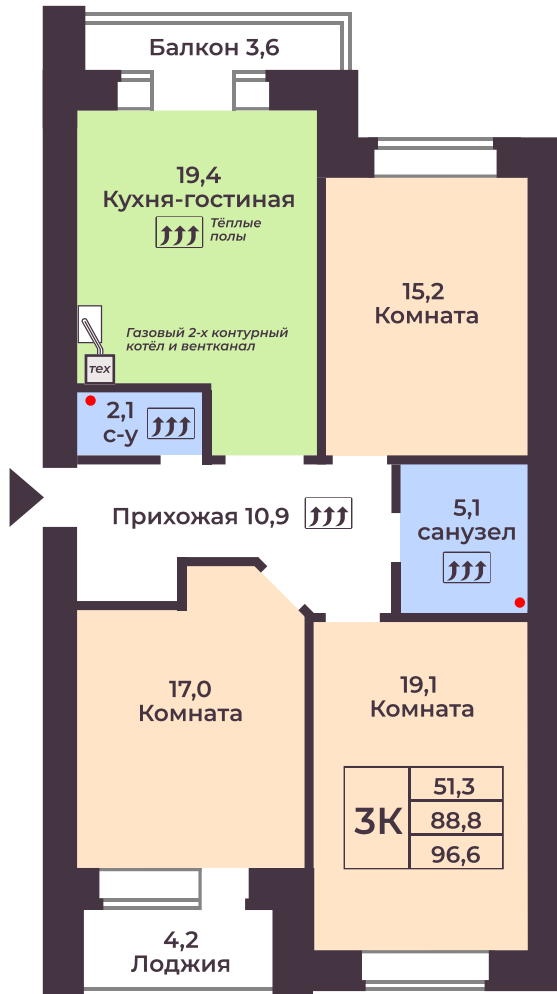 Балкон 3,6
19,4
Кухня-гостиная
Тёплые
полы
15,2
Комната
Газовый 2-х контурный
котёл и вентканал
тех
2,1
с-у
Прихожая 10,9
5,1
санузел
17,0
Комната
19,1
Комната
3К
51,3
88,8
96,6
4,2
Лоджия